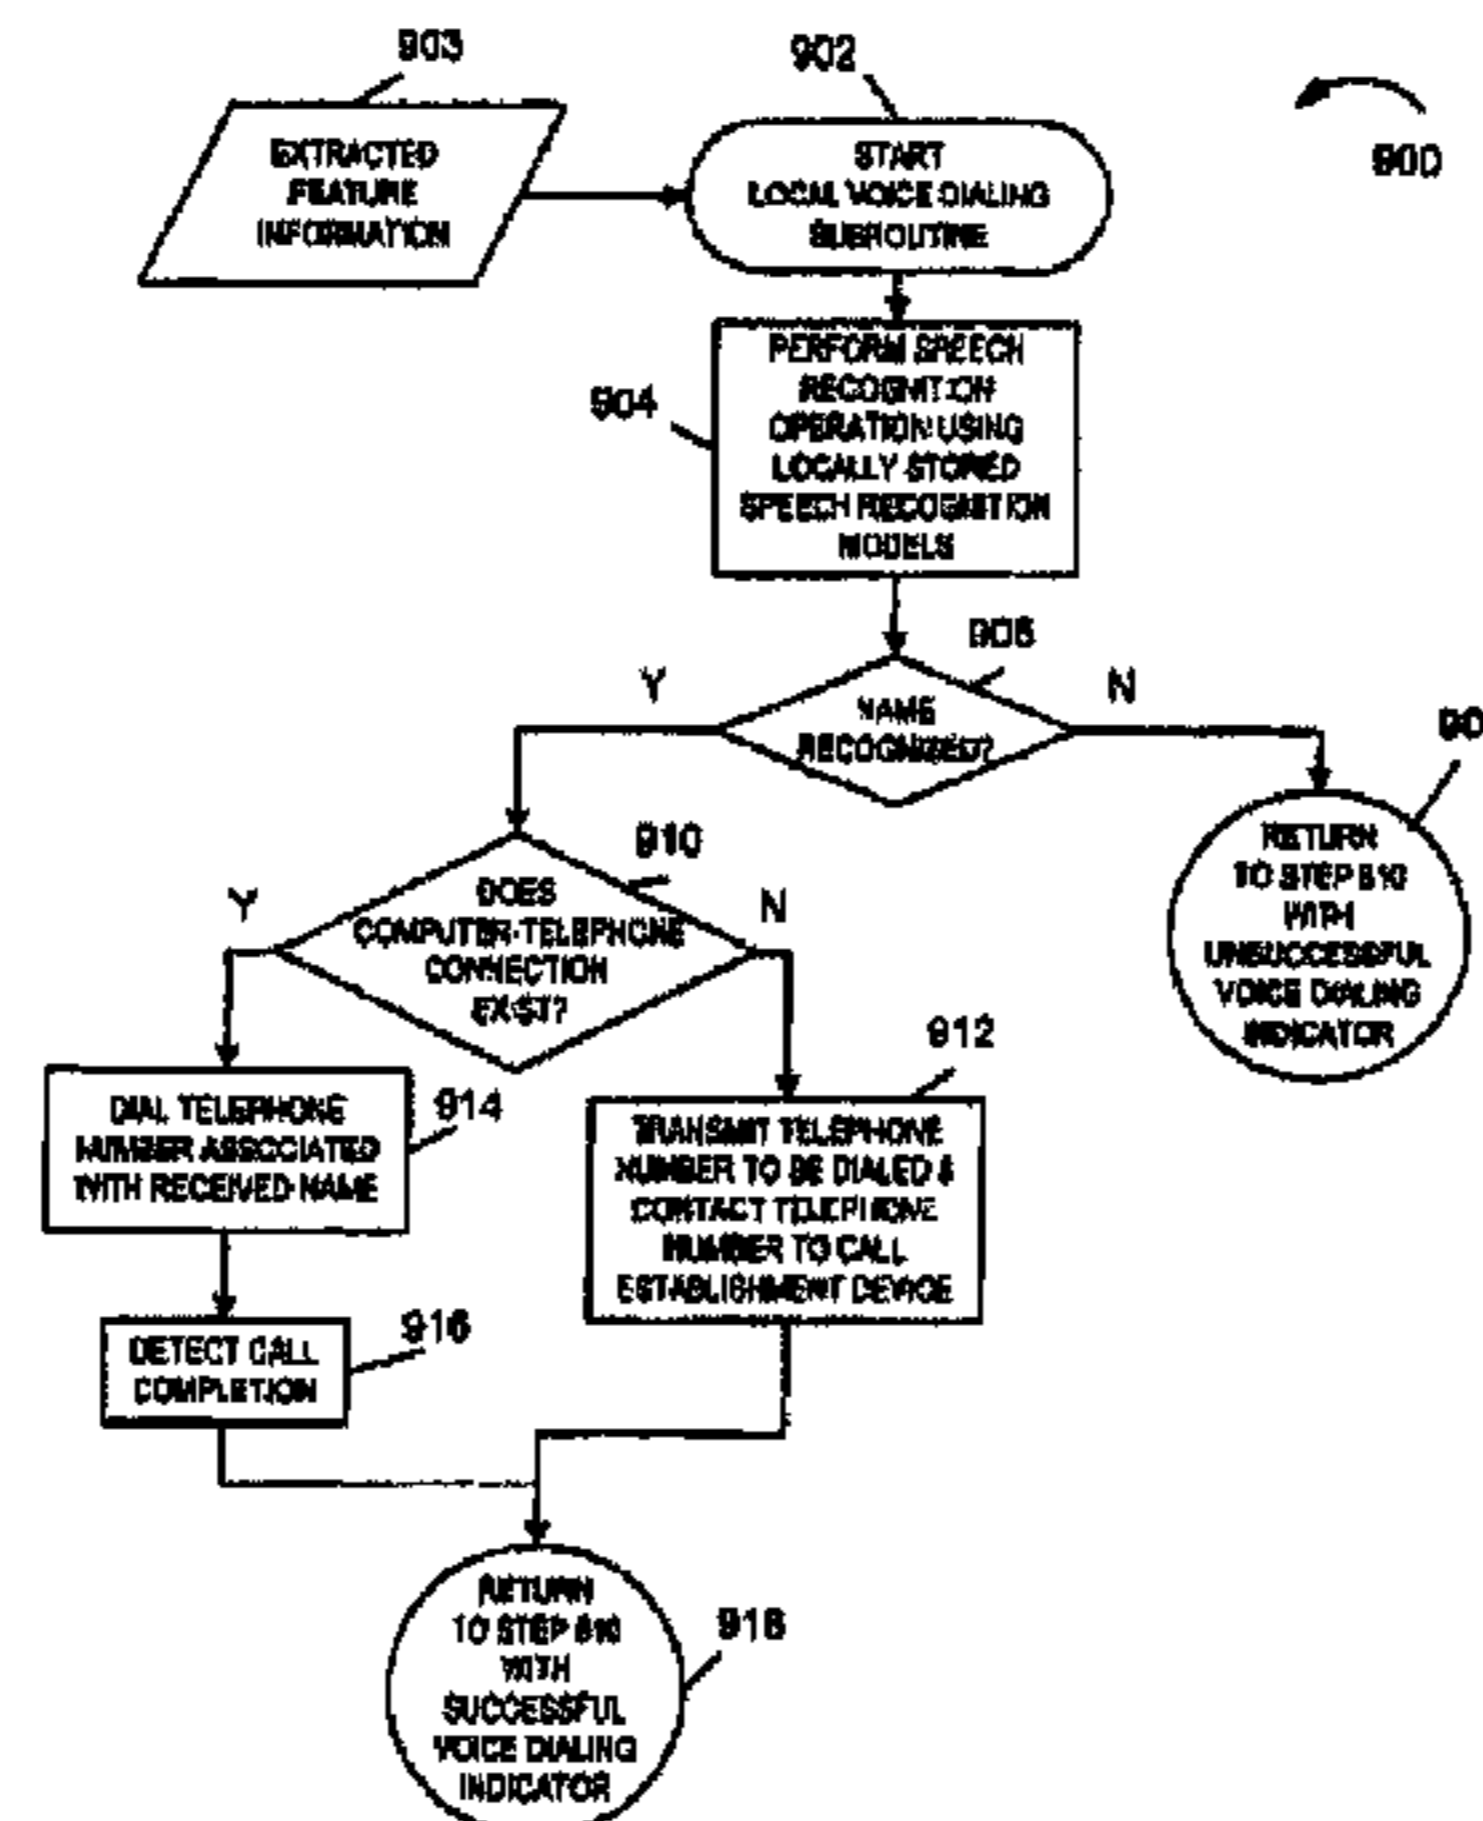 903
902
900
EXTRACTED
FEATURE
INFORMATION
START
LOCAL VOICE DIALING
SUBROUTINE
904
PERFORM SPEECH
RECOGNITION
OPERATION USING
LOCALLY STORED
SPEECH RECOGNITION
MODELS
Y
N
NAME
RECOGNIZED?
90
RETURN
TO STEP
WITH
UNSUCCESSFUL
VOICE DIALING
INDICATOR
910
Y
N
DOES
COMPUTER-TELEPHONE
CONNECTION
EXIST?
912
914
DIAL TELEPHONE
NUMBER ASSOCIATED
WITH RECEIVED NAME
TRANSMIT TELEPHONE
NUMBER TO BE DIALED &
CONTACT TELEPHONE
NUMBER TO CALL
ESTABLISHMENT DEVICE
916
DETECT CALL
COMPLETION
RETURN
TO STEP
WITH
SUCCESSFUL
VOICE DIALING
INDICATOR
918